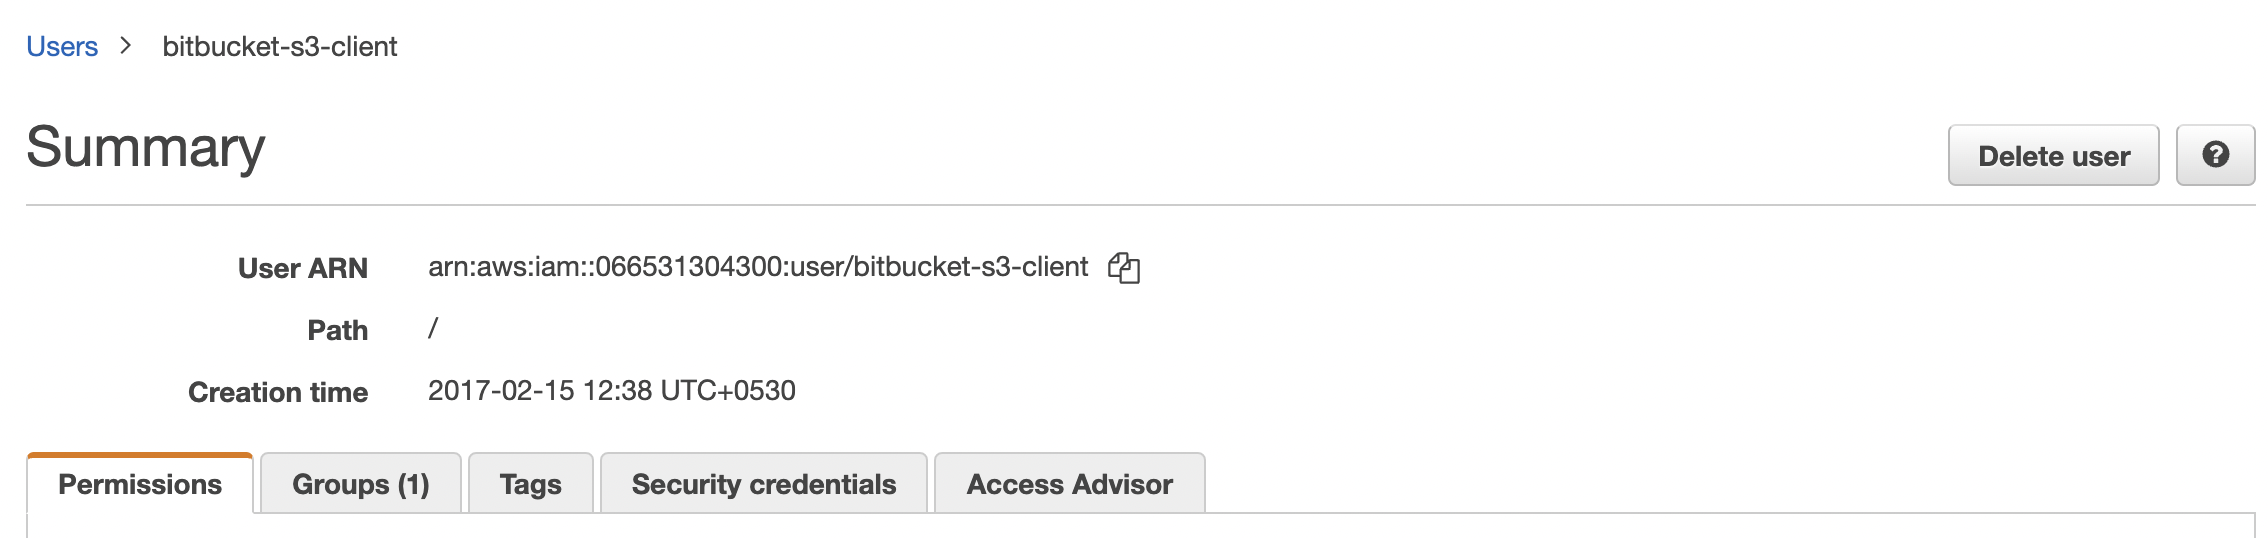 Users > bitbucket-s3-client
Summary
Delete user
?
User ARN arn:aws:iam::066531304300:user/bitbucket-s3-client
Path /
Creation time 2017-02-15 12:38 UTC+0530
Permissions Groups (1) Tags Security credentials Access Advisor